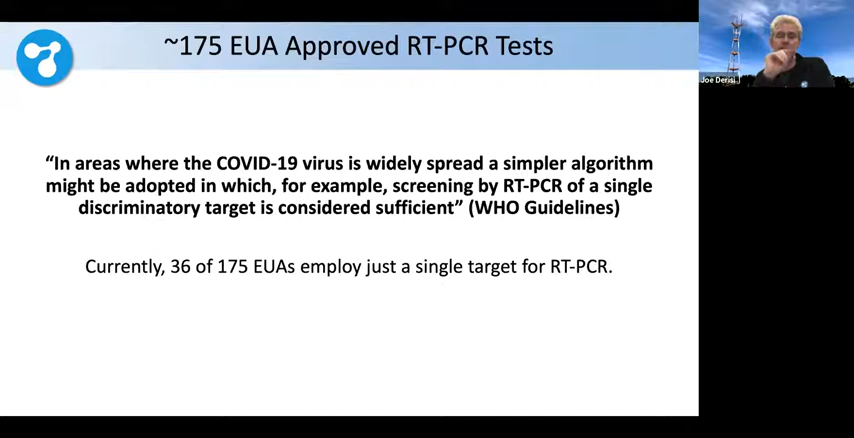 ~175 EUA Approved RT-PCR Tests
Joe Derisi
“In areas where the COVID-19 virus is widely spread a simpler algorithm
might be adopted in which, for example, screening by RT-PCR of a single
discriminatory target is considered sufficient” (WHO Guidelines)
Currently, 36 of 175 EUAs employ just a single target for RT-PCR.